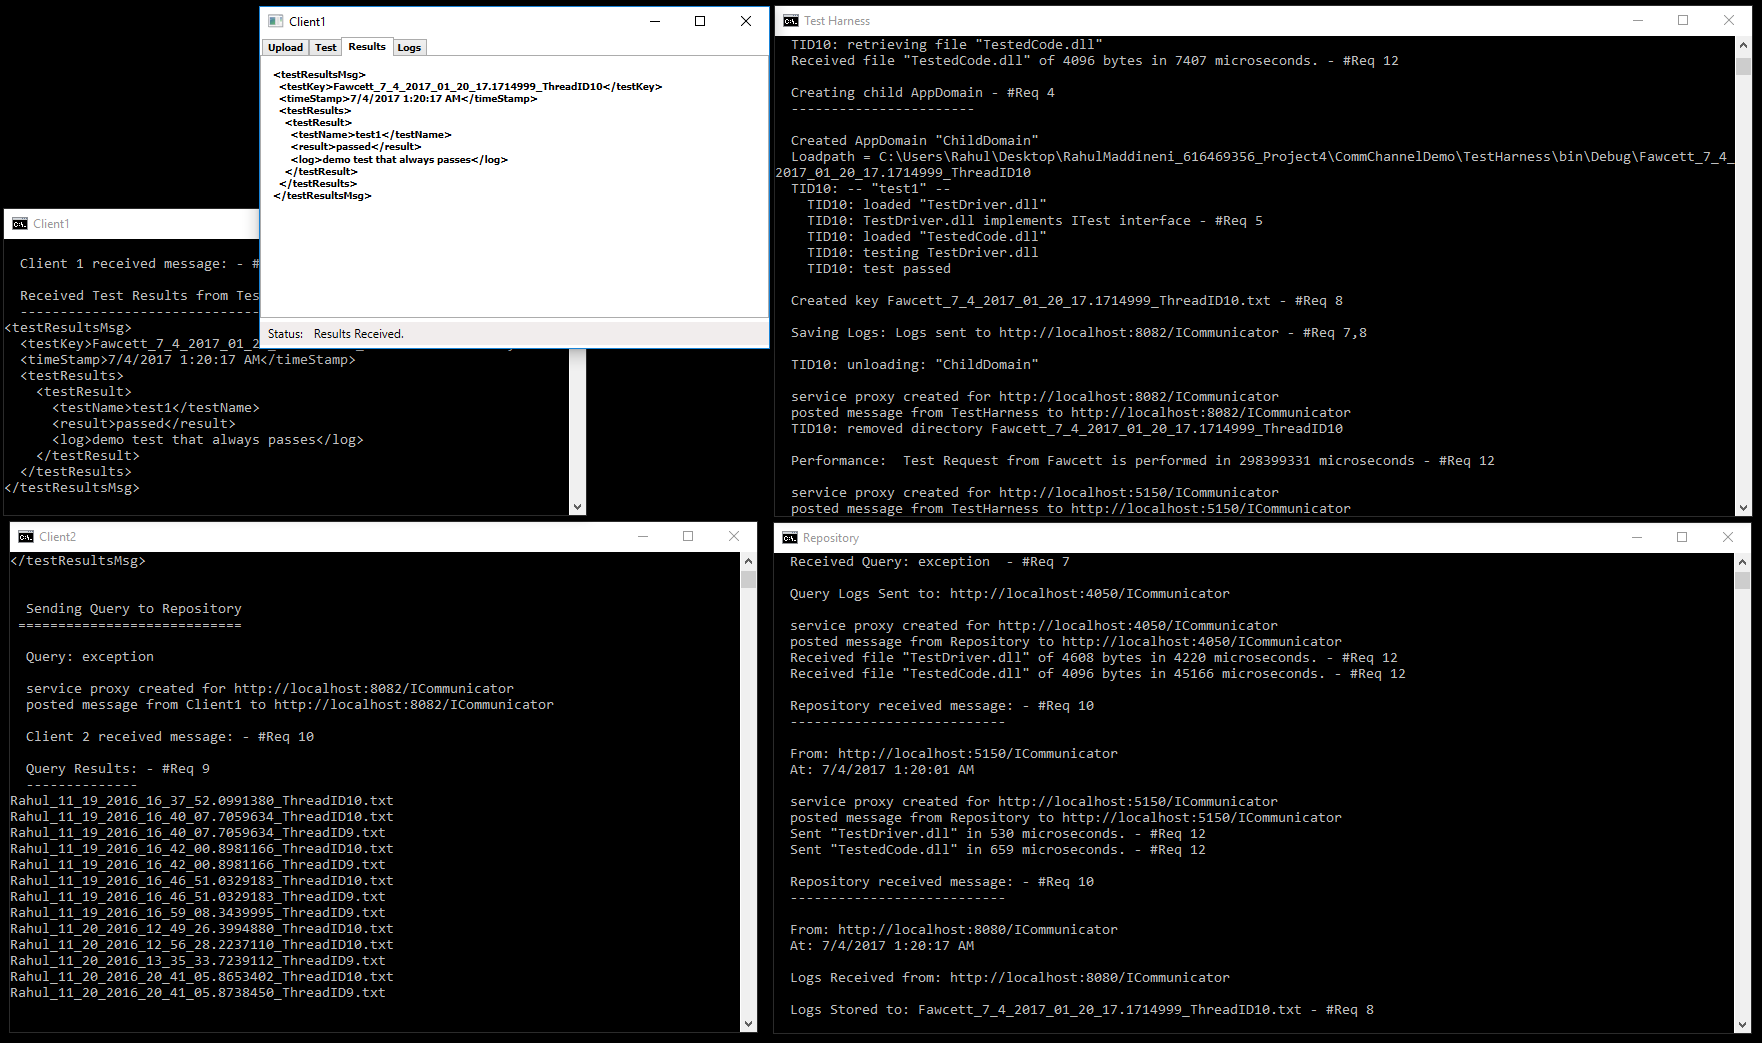 Client1
Upload Test Results Logs
<testResultsMsg>
<testKey>Fawcett_7_4_2017_01_20_17.1714999_ThreadID10</testKey>
<timeStamp>7/4/2017 1:20:17 AM</timeStamp>
<testResults>
<testResult>
<testName>test1</testName>
<result>passed</result>
<log>demo test that always passes</log>
</testResult>
</testResults>
</testResultsMsg>
Status: Results Received.
Client1
Client 1 received message: - #
Received Test Results from Tes
------------------------------
<testResultsMsg>
<testKey>Fawcett_7_4_2017_01_2
<timeStamp>7/4/2017 1:20:17 AM</timeStamp>
<testResults>
<testResult>
<testName>test1</testName>
<result>passed</result>
<log>demo test that always passes</log>
</testResult>
</testResults>
</testResultsMsg>
Test Harness
TID10: retrieving file "TestedCode.dll"
Received file "TestedCode.dll" of 4096 bytes in 7407 microseconds. - #Req 12
Creating child AppDomain - #Req 4
-----------------------
Created AppDomain "ChildDomain"
Loadpath = C:\Users\Rahul\Desktop\RahulMaddineni_616469356_Project4\CommChannelDemo\TestHarness\bin\Debug\Fawcett_7_4_
2017_01_20_17.1714999_ThreadID10
TID10: -- "test1" --
TID10: loaded "TestDriver.dll"
TID10: TestDriver.dll implements ITest interface - #Req 5
TID10: loaded "TestedCode.dll"
TID10: testing TestDriver.dll
TID10: test passed
Created key Fawcett_7_4_2017_01_20_17.1714999_ThreadID10.txt - #Req 8
Saving Logs: Logs sent to http://localhost:8082/ICommunicator - #Req 7,8
TID10: unloading: "ChildDomain"
service proxy created for http://localhost:8082/ICommunicator
posted message from TestHarness to http://localhost:8082/ICommunicator
TID10: removed directory Fawcett_7_4_2017_01_20_17.1714999_ThreadID10
Performance:  Test Request from Fawcett is performed in 298399331 microseconds - #Req 12
service proxy created for http://localhost:5150/ICommunicator
posted message from TestHarness to http://localhost:5150/ICommunicator
Client2
</testResultsMsg>
Sending Query to Repository
============================
Query: exception
service proxy created for http://localhost:8082/ICommunicator
posted message from Client1 to http://localhost:8082/ICommunicator
Client 2 received message: - #Req 10
Query Results: - #Req 9
--------------
Rahul_11_19_2016_16_37_52.0991380_ThreadID10.txt
Rahul_11_19_2016_16_40_07.7059634_ThreadID10.txt
Rahul_11_19_2016_16_40_07.7059634_ThreadID9.txt
Rahul_11_19_2016_16_42_00.8981166_ThreadID10.txt
Rahul_11_19_2016_16_42_00.8981166_ThreadID9.txt
Rahul_11_19_2016_16_46_51.0329183_ThreadID10.txt
Rahul_11_19_2016_16_46_51.0329183_ThreadID9.txt
Rahul_11_19_2016_16_59_08.3439995_ThreadID9.txt
Rahul_11_20_2016_12_49_26.3994880_ThreadID10.txt
Rahul_11_20_2016_12_56_28.2237110_ThreadID10.txt
Rahul_11_20_2016_13_35_33.7239112_ThreadID9.txt
Rahul_11_20_2016_20_41_05.8653402_ThreadID10.txt
Rahul_11_20_2016_20_41_05.8738450_ThreadID9.txt
Repository
Received Query: exception  - #Req 7
Query Logs Sent to: http://localhost:4050/ICommunicator
service proxy created for http://localhost:4050/ICommunicator
posted message from Repository to http://localhost:4050/ICommunicator
Received file "TestDriver.dll" of 4608 bytes in 4220 microseconds. - #Req 12
Received file "TestedCode.dll" of 4096 bytes in 45166 microseconds. - #Req 12
Repository received message: - #Req 10
---------------------------
From: http://localhost:5150/ICommunicator
At: 7/4/2017 1:20:01 AM
service proxy created for http://localhost:5150/ICommunicator
posted message from Repository to http://localhost:5150/ICommunicator
Sent "TestDriver.dll" in 530 microseconds. - #Req 12
Sent "TestedCode.dll" in 659 microseconds. - #Req 12
Repository received message: - #Req 10
---------------------------
From: http://localhost:8080/ICommunicator
At: 7/4/2017 1:20:17 AM
Logs Received from: http://localhost:8080/ICommunicator
Logs Stored to: Fawcett_7_4_2017_01_20_17.1714999_ThreadID10.txt - #Req 8